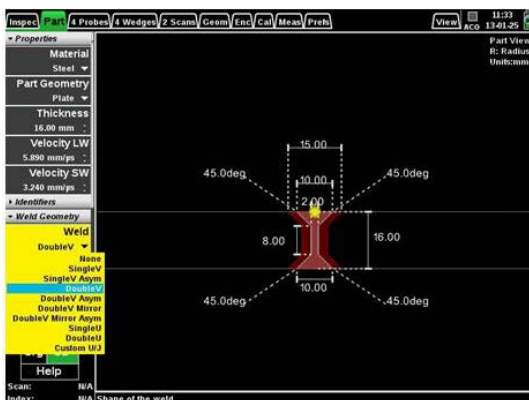 Inspec Part 4 Probes 4 Wedges 2 Scans Geom Enc Cal Meas Prefs View ACQ 11:33
13-01-25
Properties
Material
Steel
Part Geometry
Plate
Thickness
16.00 mm
Velocity LW
5.890 mm/µs
Velocity SW
3.240 mm/µs
Identifiers
Weld Geometry
Weld
DoubleV
None
SingleV
SingleV Asym
DoubleV
DoubleV Asym
DoubleV Mirror
DoubleV Mirror Asym
SingleU
DoubleU
Custom U/J
Help
Scan: N/A
Index: N/A
Shape of the weld
Part View
R: Radius
Units:mm
15.00
45.0deg
45.0deg
10.00
2.00
8.00
16.00
10.00
45.0deg
45.0deg